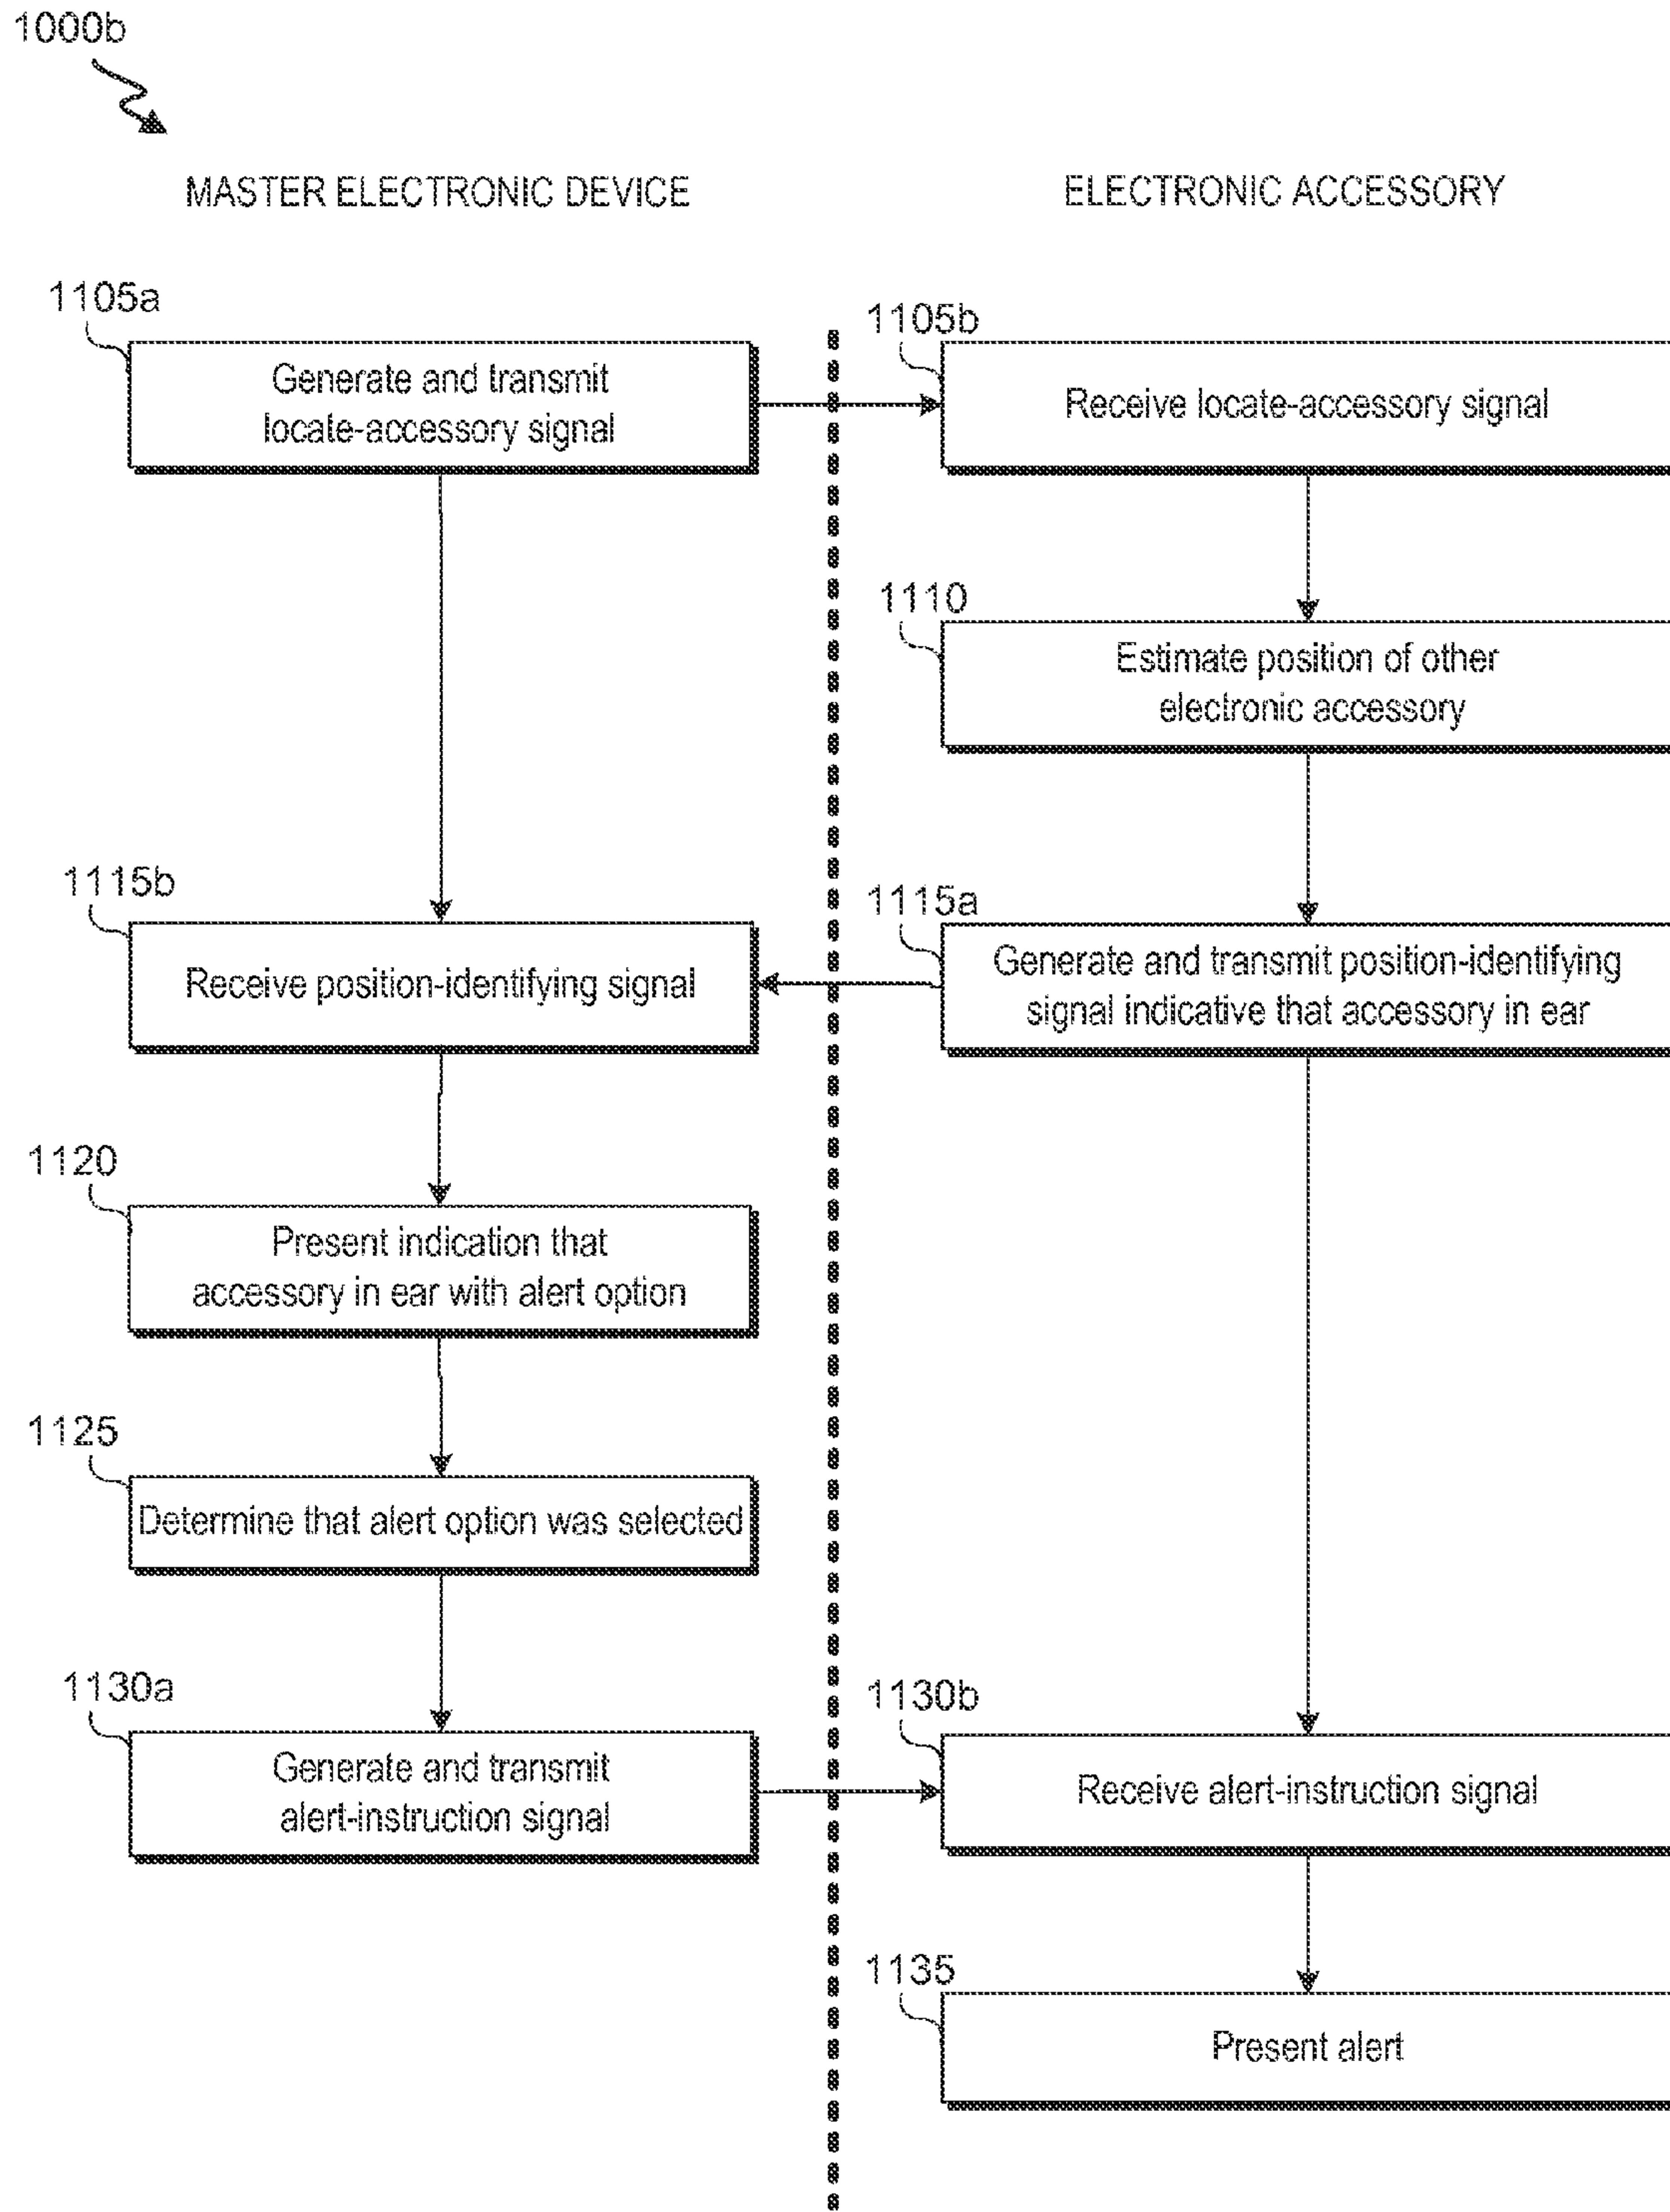 1000b
MASTER ELECTRONIC DEVICE
ELECTRONIC ACCESSORY
1105a
Generate and transmit
locate-accessory signal
1105b
Receive locate-accessory signal
1110
Estimate position of other
electronic accessory
1115b
Receive position-identifying signal
1115a
Generate and transmit position-identifying
signal indicative that accessory in ear
1120
Present indication that
accessory in ear with alert option
1125
Determine that alert option was selected
1130a
Generate and transmit
alert-instruction signal
1130b
Receive alert-instruction signal
1135
Present alert